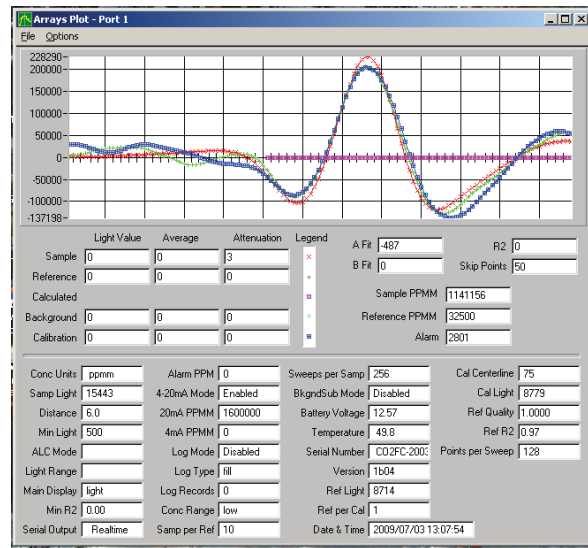 Arrays Plot - Port 1
File Options
228290-
200000-
150000-
100000-
50000-
0-
-50000-
-100000-
-137198-
Light Value Average Attenuation Legend
Sample 0 0 3
Reference 0 0 0
Calculated
Background 0 0 0
Calibration 0 0 0
A Fit -487 R2 0
B Fit 0 Skip Points 50
Sample PPMM 1141156
Reference PPMM 32500
Alarm 2801
Conc Units ppmm Alarm PPM 0 Sweeps per Samp 256 Cal Centerline 75
Samp Light 15443 4-20mA Mode Enabled BkgndSub Mode Disabled Cal Light 8779
Distance 6.0 20mA PPMM 1600000 Battery Voltage 12.57 Ref Quality 1.0000
Min Light 500 4mA PPMM 0 Temperature 49.8 Ref R2 0.97
ALC Mode Log Mode Disabled Serial Number CO2FC-2003 Points per Sweep 128
Light Range Log Type fill Version 1b04
Main Display light Log Records 0 Ref Light 8714
Min R2 0.00 Conc Range low Ref per Cal 1
Serial Output Realtime Samp per Ref 10 Date & Time 2009/07/03 13:07:54